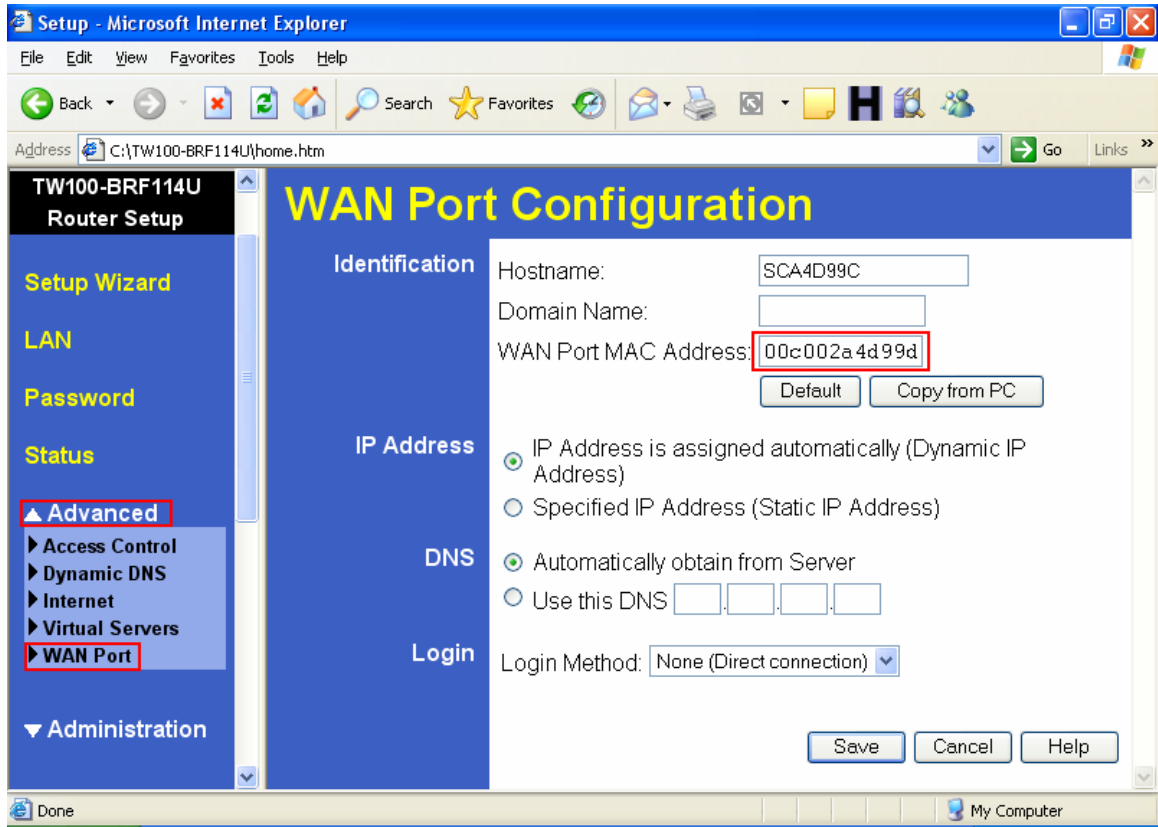 Setup - Microsoft Internet Explorer
File Edit View Favorites Tools Help
Back Search Favorites
Address C:\TW100-BRF114U\home.htm Go Links »
TW100-BRF114U
Router Setup
Setup Wizard
LAN
Password
Status
Advanced
Access Control
Dynamic DNS
Internet
Virtual Servers
WAN Port
Administration
WAN Port Configuration
Identification
Hostname: SCA4D99C
Domain Name:
WAN Port MAC Address: 00c002a4d99d
Default Copy from PC
IP Address
IP Address is assigned automatically (Dynamic IP
Address)
Specified IP Address (Static IP Address)
DNS
Automatically obtain from Server
Use this DNS . . .
Login
Login Method: None (Direct connection)
Save Cancel Help
Done My Computer